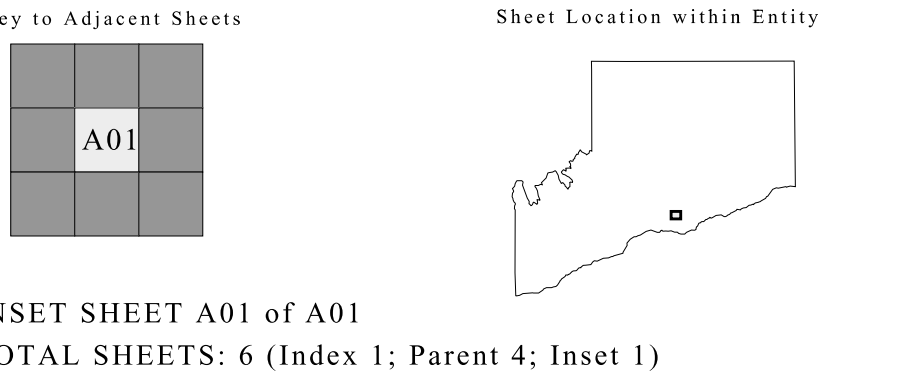 ey to Adjacent Sheets
Sheet Location within Entity
A01
NSET SHEET A01 of A01
OTAL SHEETS: 6 (Index 1; Parent 4; Inset 1)